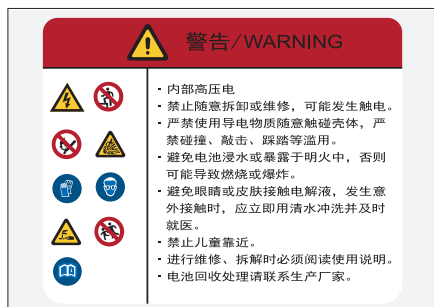 警告/WARNING
· 内部高压电
· 禁止随意拆卸或维修，可能发生触电。
· 严禁使用导电物质随意触碰壳体，严
禁碰撞、敲击、踩踏等滥用。
· 避免电池浸水或暴露于明火中，否则
可能导致燃烧或爆炸。
· 避免眼睛或皮肤接触电解液，发生意
外接触时，应立即用清水冲洗并及时
就医。
· 禁止儿童靠近。
· 进行维修、拆解时必须阅读使用说明。
· 电池回收处理请联系生产厂家。